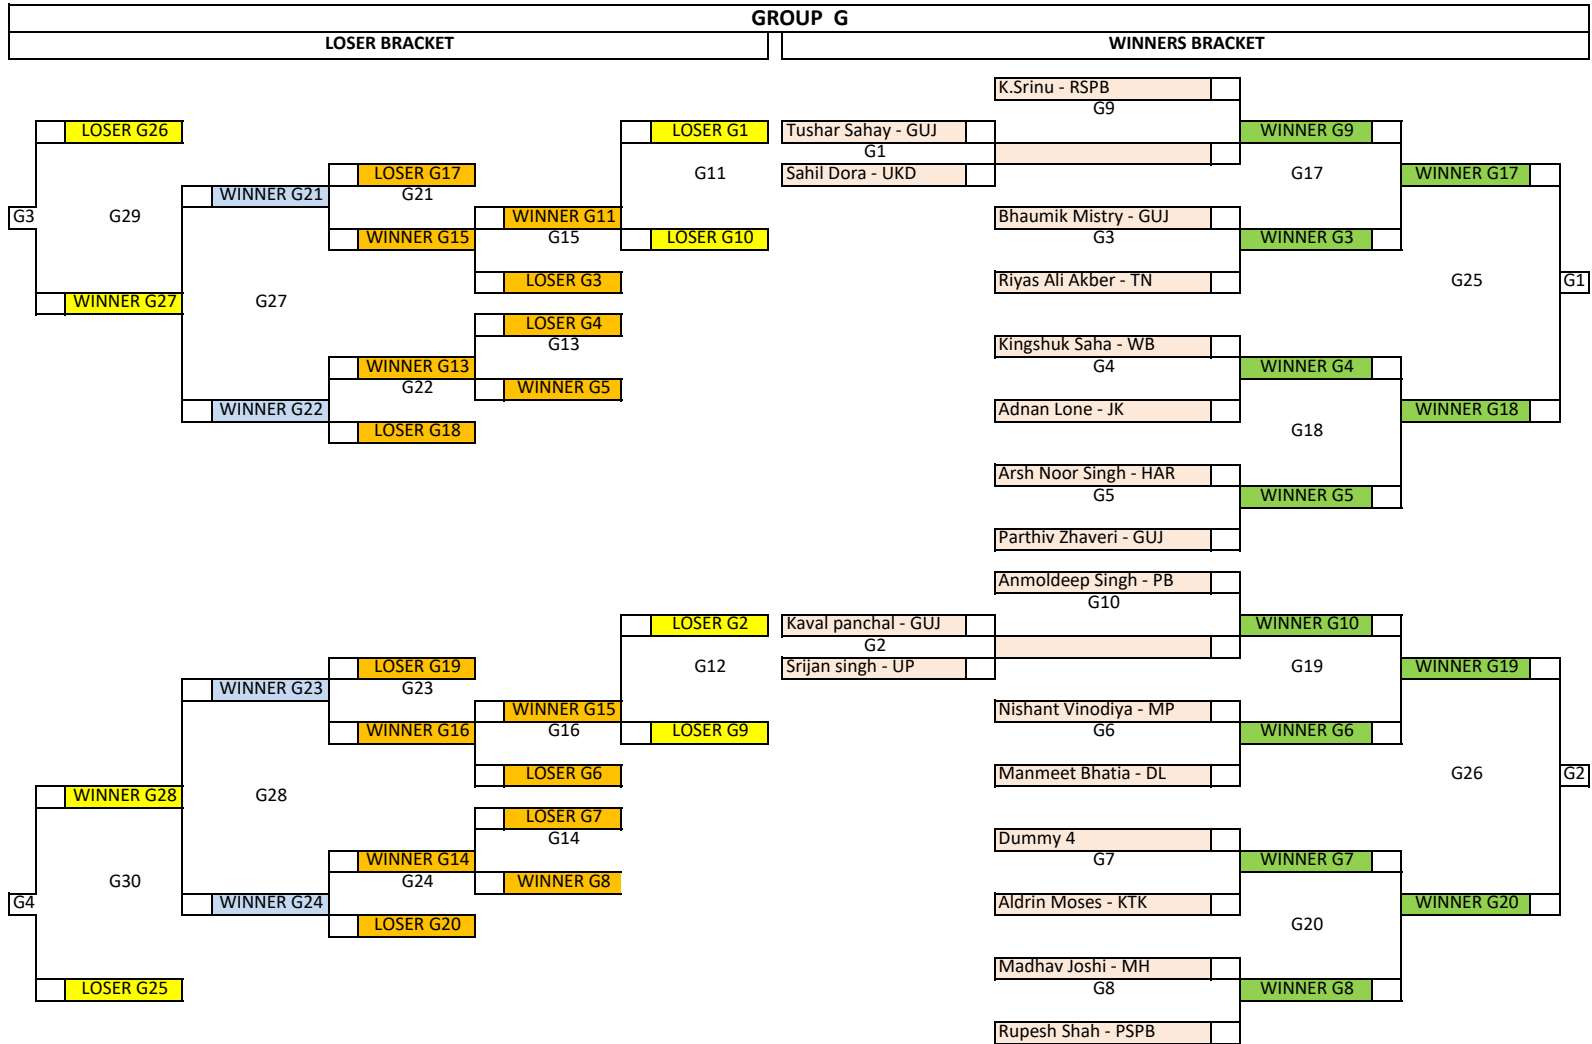 GROUP G
LOSER BRACKET WINNERS BRACKET
K.Srinu - RSPB
G9
LOSER G26 LOSER G1 Tushar Sahay - GUJ WINNER G9
G1
LOSER G17 G11 Sahil Dora - UKD G17 WINNER G17
WINNER G21 G21
G3 G29 WINNER G11 Bhaumik Mistry - GUJ
WINNER G15 G15 LOSER G10 G3 WINNER G3
LOSER G3 Riyas Ali Akber - TN G25 G1
WINNER G27 G27
LOSER G4 Kingshuk Saha - WB
G13 G4 WINNER G4
WINNER G13
G22 WINNER G5
WINNER G22 Adnan Lone - JK WINNER G18
LOSER G18 G18
Arsh Noor Singh - HAR
G5 WINNER G5
Parthiv Zhaveri - GUJ
Anmoldeep Singh - PB
G10
LOSER G2 Kaval panchal - GUJ WINNER G10
G2
LOSER G19 G12 Srijan singh - UP G19 WINNER G19
WINNER G23 G23
WINNER G15 Nishant Vinodiya - MP
WINNER G16 G16 LOSER G9 G6 WINNER G6
LOSER G6 Manmeet Bhatia - DL G26 G2
WINNER G28 G28
LOSER G7 Dummy 4
G14 G7 WINNER G7
WINNER G14
G30 G24 WINNER G8
G4 WINNER G24 Aldrin Moses - KTK WINNER G20
LOSER G20 G20
Madhav Joshi - MH
LOSER G25 G8 WINNER G8
Rupesh Shah - PSPB